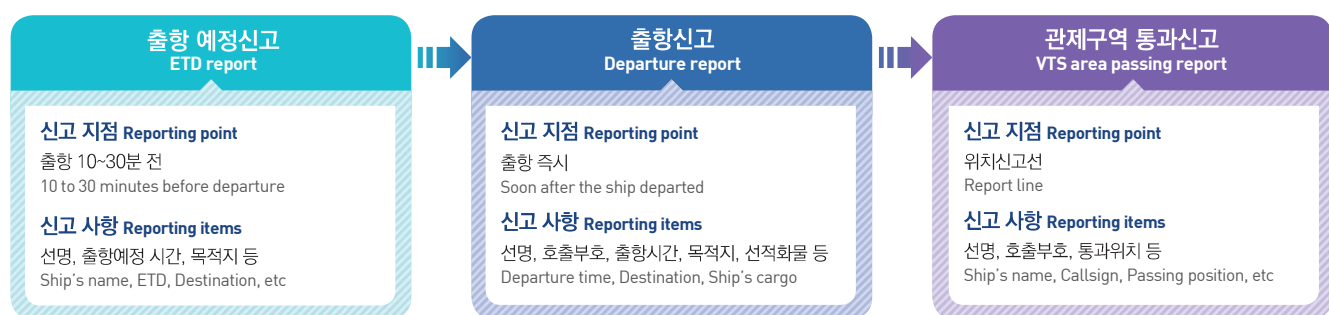 출항 예정신고
ETD report
신고 지점 Reporting point
출항 10~30분 전
10 to 30 minutes before departure
신고 사항 Reporting items
선명, 출항예정 시간, 목적지 등
Ship's name, ETD, Destination, etc
출항신고
Departure report
신고 지점 Reporting point
출항 즉시
Soon after the ship departed
신고 사항 Reporting items
선명, 호출부호, 출항시간, 목적지, 선적화물 등
Departure time, Destination, Ship's cargo
관제구역 통과신고
VTS area passing report
신고 지점 Reporting point
위치신고선
Report line
신고 사항 Reporting items
선명, 호출부호, 통과위치 등
Ship's name, Callsign, Passing position, etc